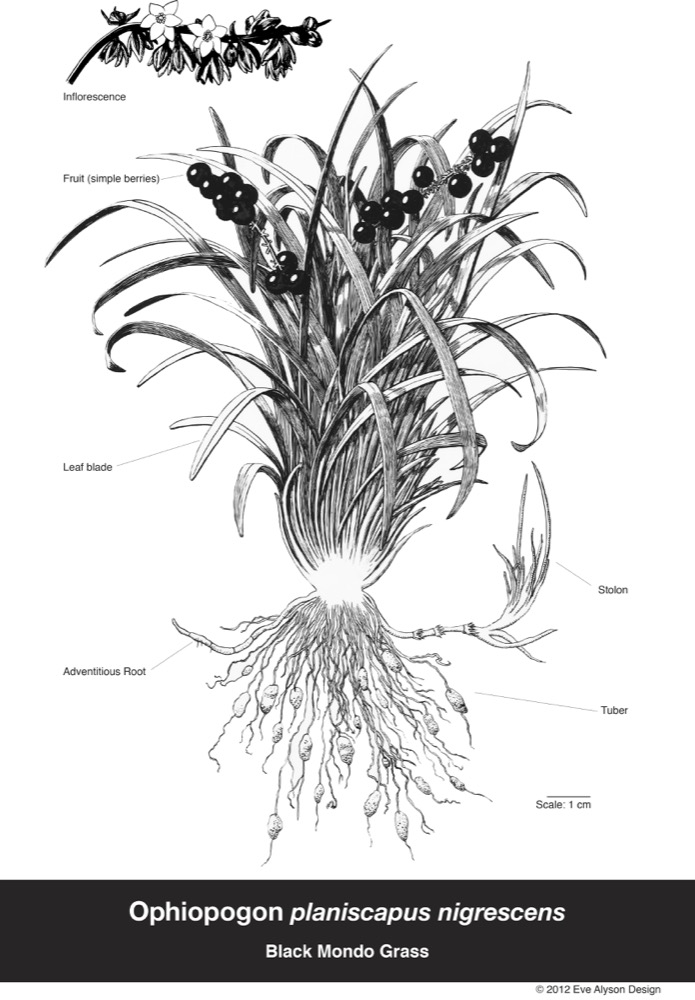 Inflorescence
Fruit (simple berries)
Leaf blade
Stolon
Adventitious Root
Tuber
Scale: 1 cm
Ophiopogon planiscapus nigrescens
Black Mondo Grass
© 2012 Eve Alyson Design